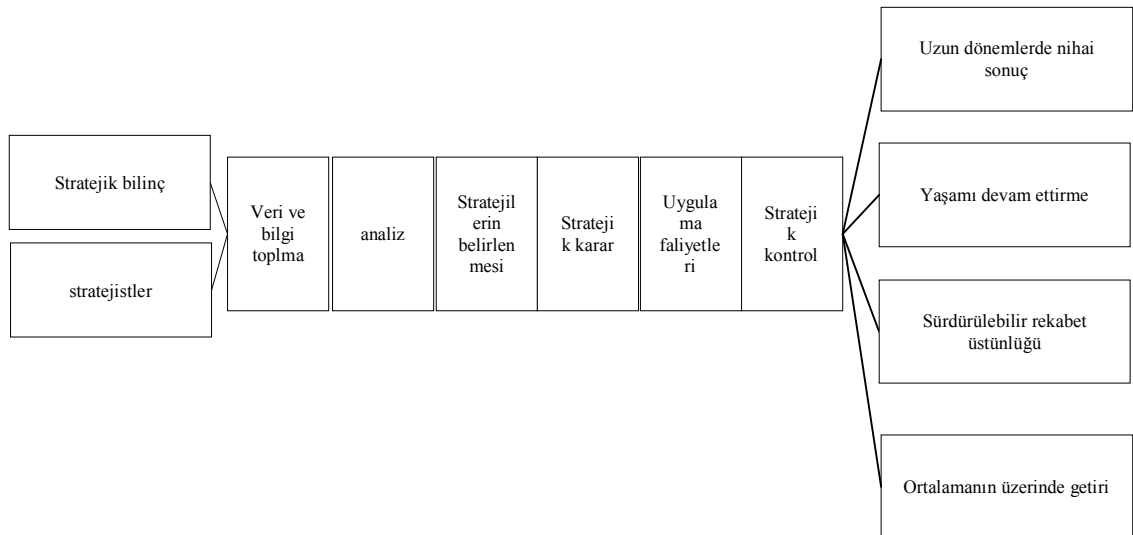 Stratejik bilinç
stratejistler
Veri ve
bilgi
toplma
analiz
Stratejil
erin
belirlen
mesi
Strateji
k karar
Uygula
ma
faliyetle
ri
Strateji
k
kontrol
Uzun dönemlerde nihai
sonuç
Yaşamı devam ettirme
Sürdürülebilir rekabet
üstünlüğü
Ortalamanın üzerinde getiri